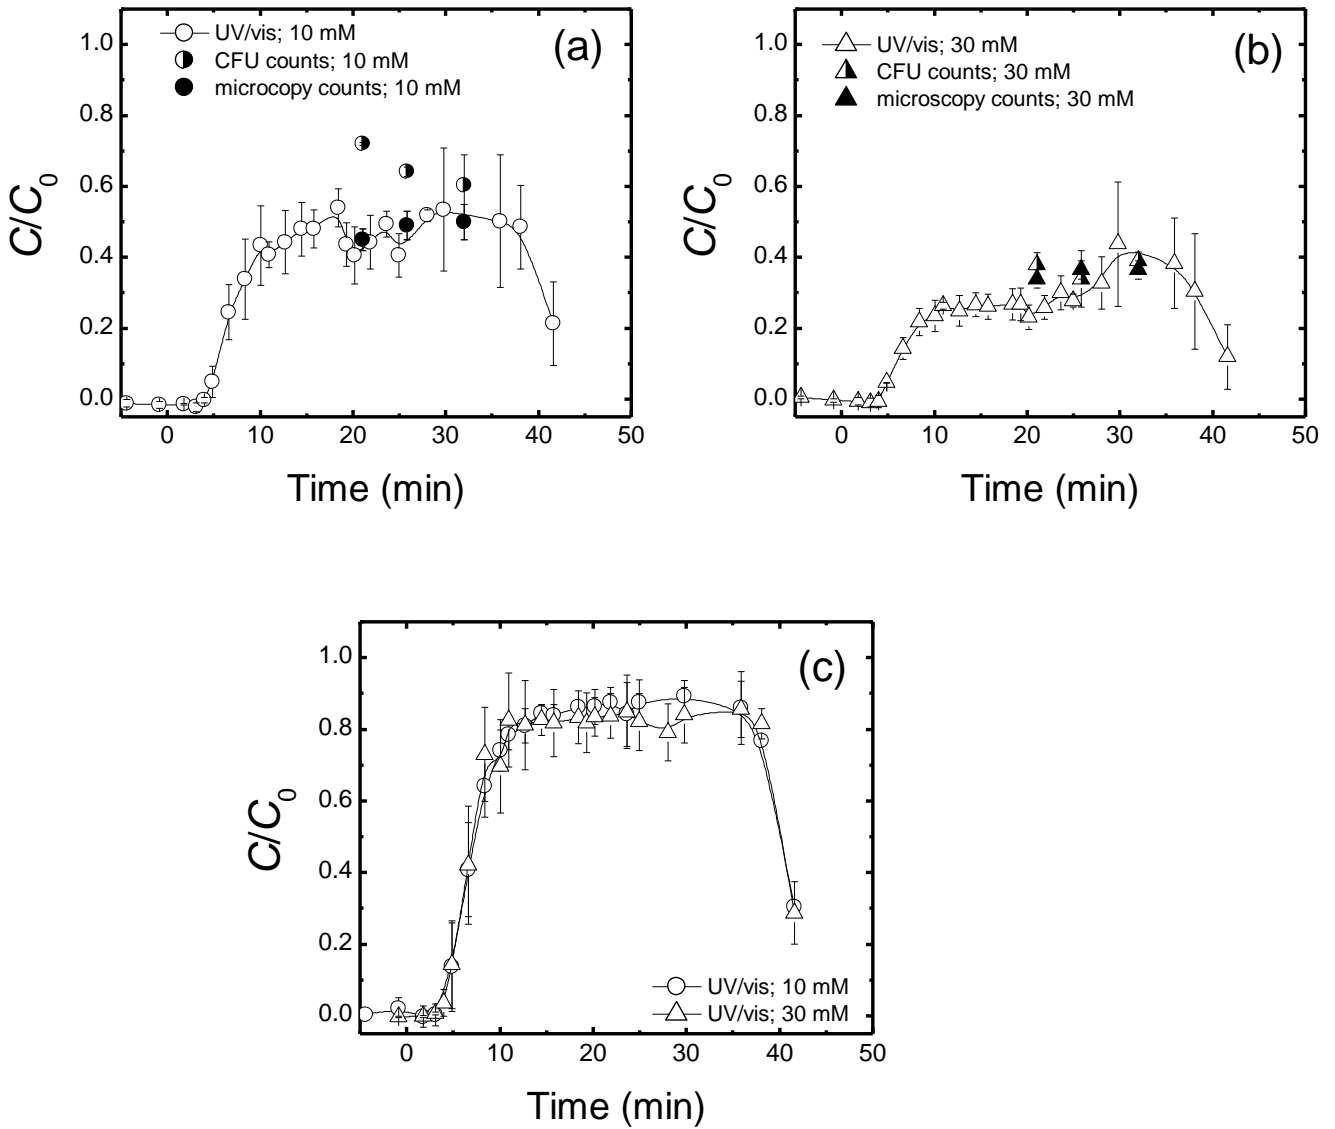 (a)
UV/vis; 10 mM
CFU counts; 10 mM
microcopy counts; 10 mM
1.0
0.8
0.6
0.4
0.2
0.0
C/C0
0 10 20 30 40 50
Time (min)
(b)
UV/vis; 30 mM
CFU counts; 30 mM
microscopy counts; 30 mM
1.0
0.8
0.6
0.4
0.2
0.0
C/C0
0 10 20 30 40 50
Time (min)
(c)
1.0
0.8
0.6
0.4
0.2
0.0
C/C0
UV/vis; 10 mM
UV/vis; 30 mM
0 10 20 30 40 50
Time (min)